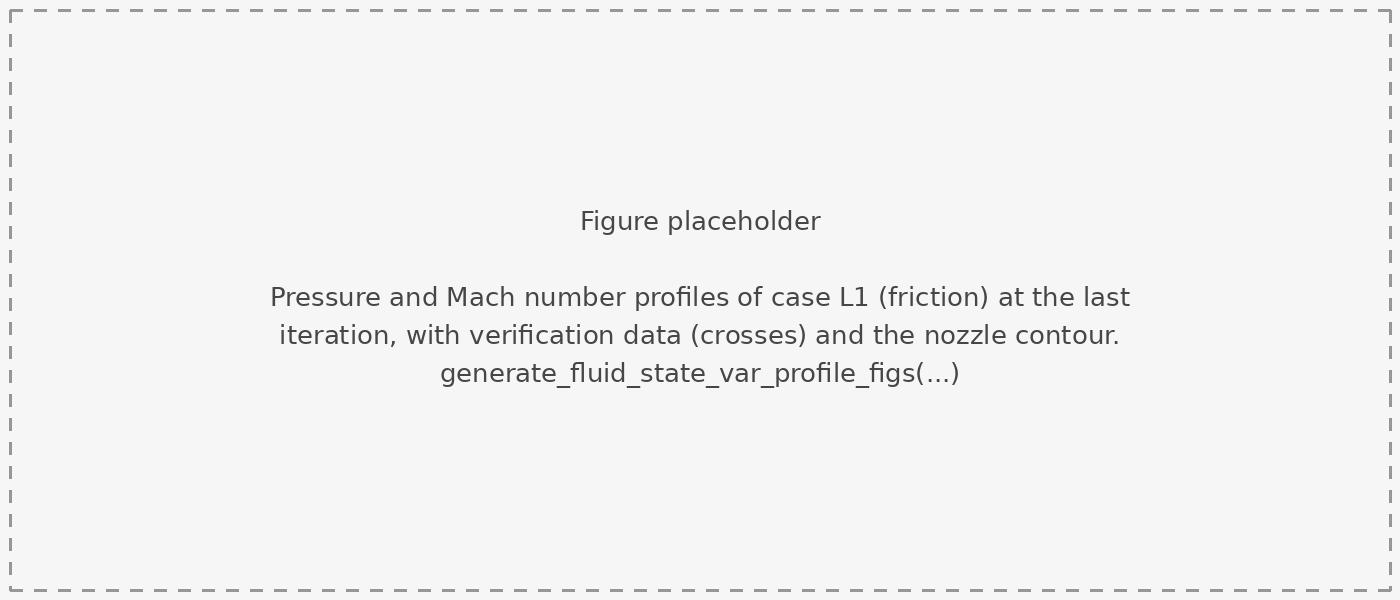 Figure placeholder
Pressure and Mach number profiles of case L1 (friction) at the last
iteration, with verification data (crosses) and the nozzle contour.
generate_fluid_state_var_profile_figs(...)